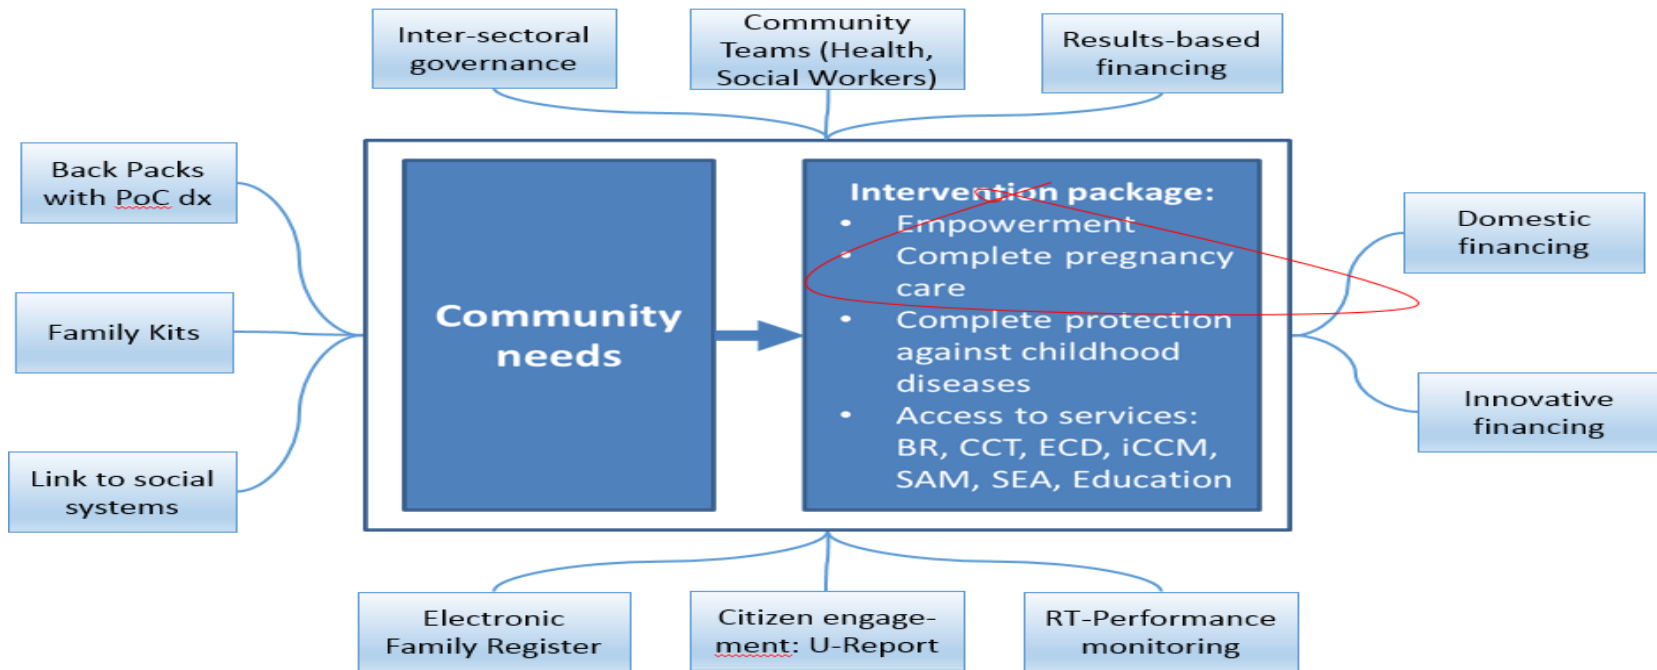 Inter-sectoral
governance
Community
Teams (Health,
Social Workers)
Results-based
financing
Back Packs
with PoC dx
Family Kits
Link to social
systems
Community
needs
Intervention package:
• Empowerment
• Complete pregnancy
care
• Complete protection
against childhood
diseases
• Access to services:
BR, CCT, ECD, iCCM,
SAM, SEA, Education
Domestic
financing
Innovative
financing
Electronic
Family Register
Citizen engage-
ment: U-Report
RT-Performance
monitoring